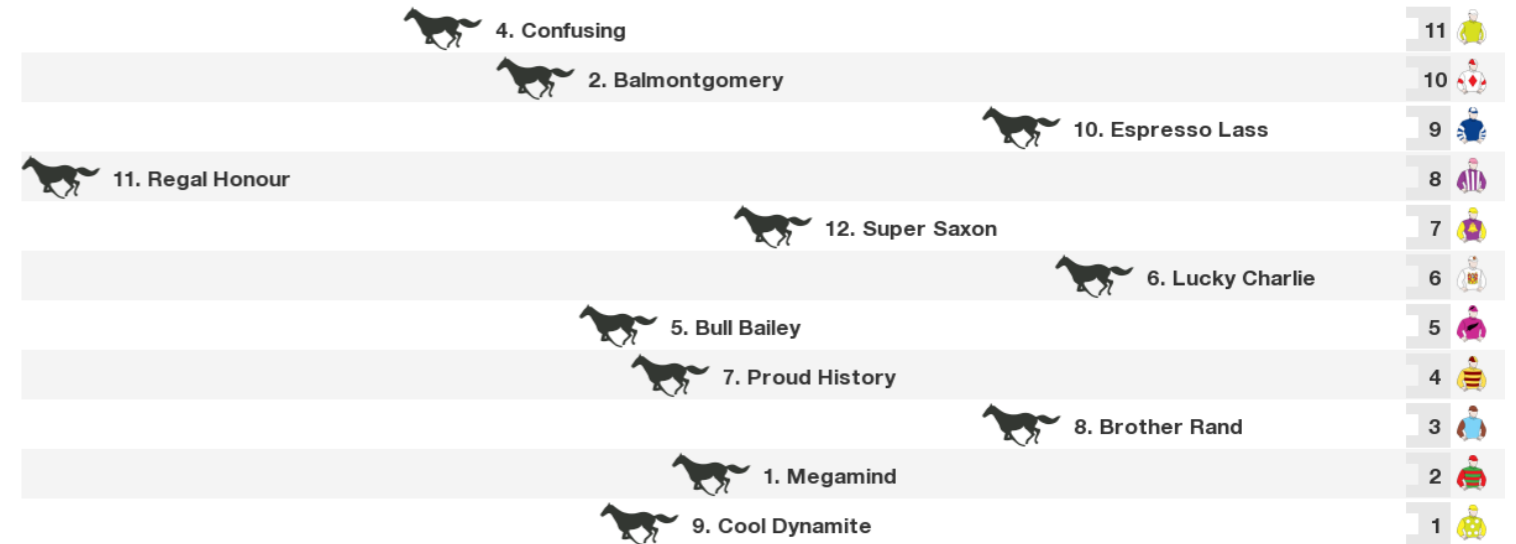 4. Confusing 11
2. Balmontgomery 10
10. Espresso Lass 9
11. Regal Honour 8
12. Super Saxon 7
6. Lucky Charlie 6
5. Bull Bailey 5
7. Proud History 4
8. Brother Rand 3
1. Megamind 2
9. Cool Dynamite 1